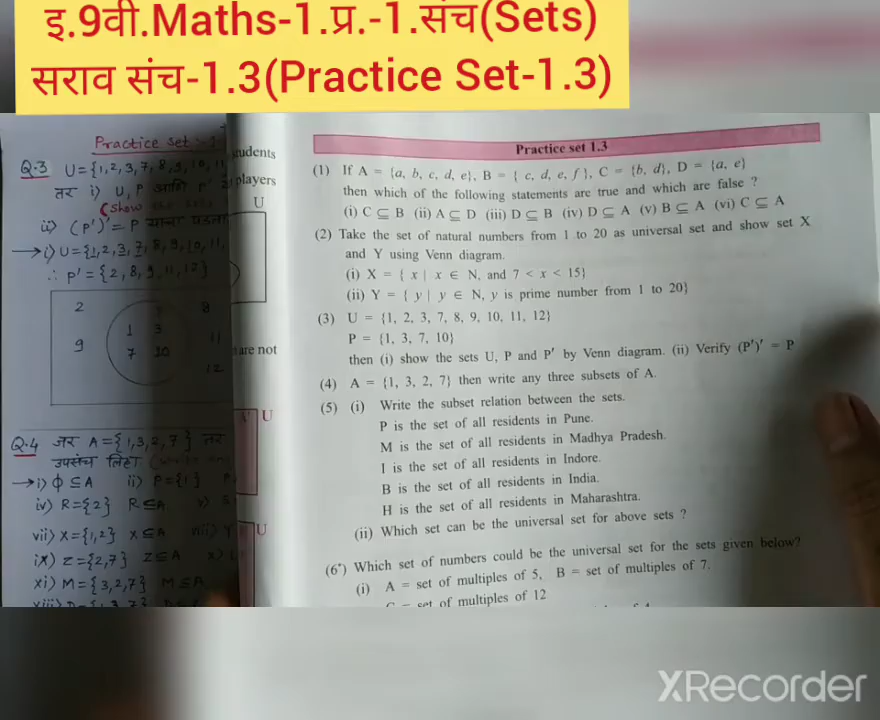 इ.9वी.Maths-1.प्र.-1.संच(Sets)
सराव संच-1.3(Practice Set-1.3)
Practice set :-
Q.3 U={1,2,3,7,8,9,10,11
तर i) U, P आणि P'
(show the
ii) (P')'= P याचा पडता
→i) U={1,2,3,7,8,9,10,11,
∴ P'={2,8,9,11,12}
2 8
1 3
9 7 10 11
12
Q.4 जर A={1,3,2,7} तर
उपसंच लिहा
→i) ϕ ⊆ A ii) P={1} P
iv) R={2} R⊆A v) S
vii) X={1,2} X⊆A viii) Y
ix) Z={2,7} Z⊆A x) L
xi) M={3,2,7} M⊆A
students
players
U
are not
A' U
U
Practice set 1.3
(1) If A = {a, b, c, d, e}, B = { c, d, e, f }, C = {b, d}, D = {a, e}
then which of the following statements are true and which are false ?
(i) C ⊆ B (ii) A ⊆ D (iii) D ⊆ B (iv) D ⊆ A (v) B ⊆ A (vi) C ⊆ A
(2) Take the set of natural numbers from 1 to 20 as universal set and show set X
and Y using Venn diagram.
(i) X = { x | x ∈ N, and 7 < x < 15}
(ii) Y = { y | y ∈ N, y is prime number from 1 to 20}
(3) U = {1, 2, 3, 7, 8, 9, 10, 11, 12}
P = {1, 3, 7, 10}
then (i) show the sets U, P and P′ by Venn diagram. (ii) Verify (P′)′ = P
(4) A = {1, 3, 2, 7} then write any three subsets of A.
(5) (i) Write the subset relation between the sets.
P is the set of all residents in Pune.
M is the set of all residents in Madhya Pradesh.
I is the set of all residents in Indore.
B is the set of all residents in India.
H is the set of all residents in Maharashtra.
(ii) Which set can be the universal set for above sets ?
(6*) Which set of numbers could be the universal set for the sets given below?
(i) A = set of multiples of 5, B = set of multiples of 7.
C = set of multiples of 12
XRecorder